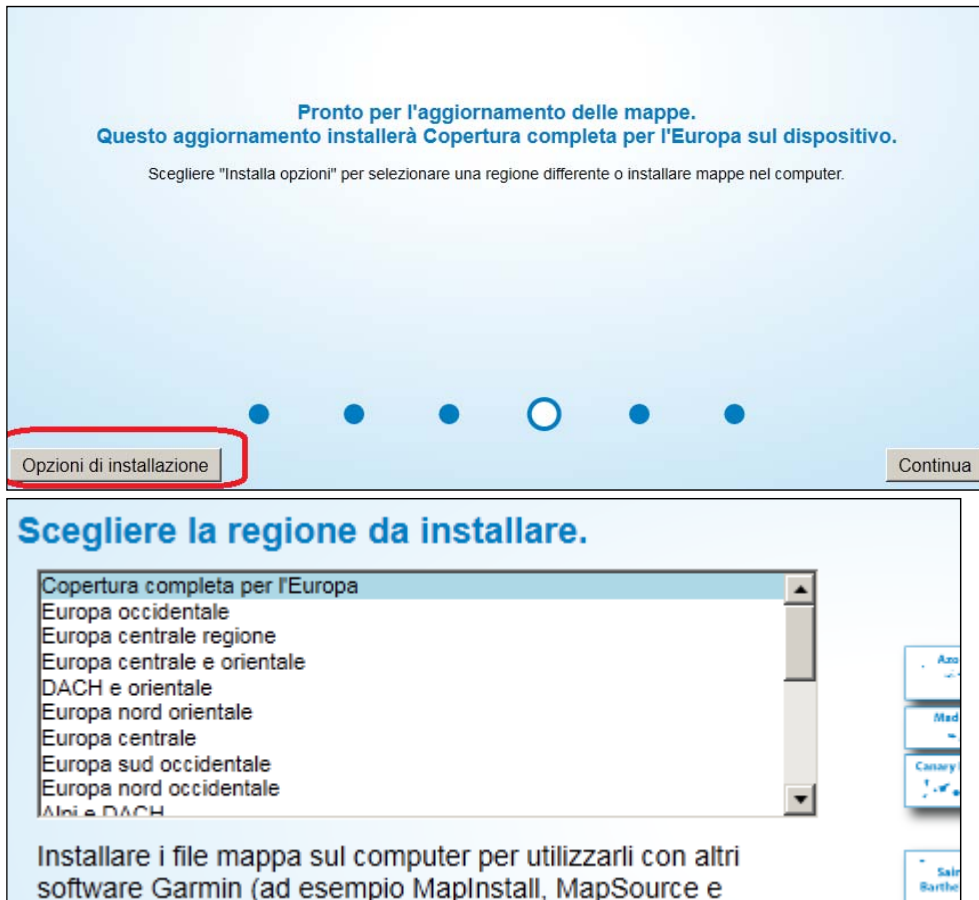 Pronto per l'aggiornamento delle mappe.
Questo aggiornamento installerà Copertura completa per l'Europa sul dispositivo.
Scegliere "Installa opzioni" per selezionare una regione differente o installare mappe nel computer.
Opzioni di installazione
Continua
Scegliere la regione da installare.
Copertura completa per l'Europa
Europa occidentale
Europa centrale regione
Europa centrale e orientale
DACH e orientale
Europa nord orientale
Europa centrale
Europa sud occidentale
Europa nord occidentale
Alpi e DACH
Installare i file mappa sul computer per utilizzarli con altri
software Garmin (ad esempio MapInstall, MapSource e
Canary